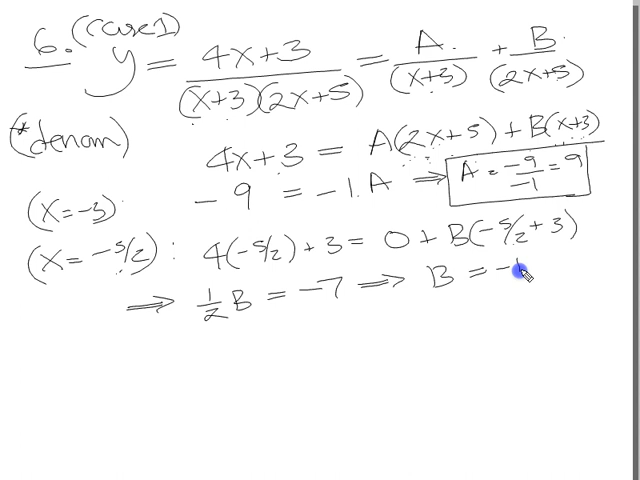 6. (case 1)
y = 4x+3 / (x+3)(2x+5) = A / (x+3) + B / (2x+5)
(*denom) 4x+3 = A(2x+5) + B(x+3)
(x=-3): -9 = -1.A ⟹ A = -9/-1 = 9
(x=-5/2): 4(-5/2)+3 = 0 + B(-5/2+3)
⟹ 1/2 B = -7 ⟹ B = -1